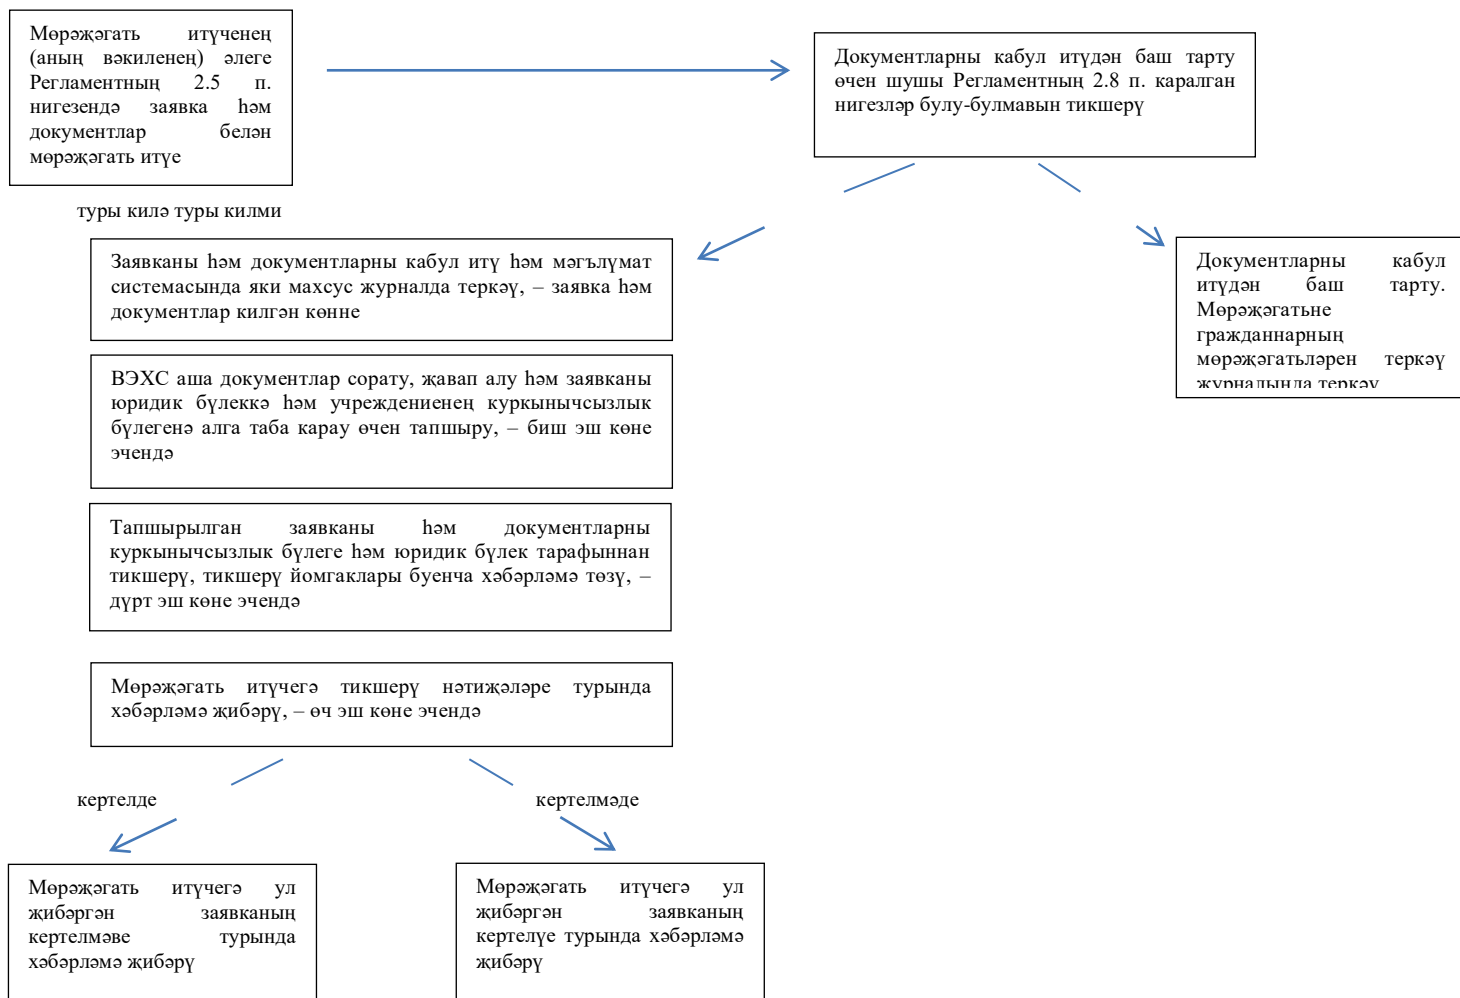 Мөрәҗәгать итүченең
(аның вәкиленең) әлеге
Регламентның 2.5 п.
нигезендә заявка һәм
документлар белән
мөрәҗәгать итүе
Документларны кабул итүдән баш тарту
өчен шушы Регламентның 2.8 п. каралган
нигезләр булу-булмавын тикшерү
туры килә туры килми
Заявканы һәм документларны кабул итү һәм мәгълүмат
системасында яки махсус журналда теркәү, – заявка һәм
документлар килгән көнне
Документларны кабул
итүдән баш тарту.
Мөрәҗәгатьне
гражданнарның
мөрәҗәгатьләрен теркәү
журналында теркәү
ВЭХС аша документлар сорату, җавап алу һәм заявканы
юридик бүлеккә һәм учреждениенең куркынычсызлык
бүлегенә алга таба карау өчен тапшыру, – биш эш көне
эчендә
Тапшырылган заявканы һәм документларны
куркынычсызлык бүлеге һәм юридик бүлек тарафыннан
тикшерү, тикшерү йомгаклары буенча хәбәрләмә төзү, –
дүрт эш көне эчендә
Мөрәҗәгать итүчегә тикшерү нәтиҗәләре турында
хәбәрләмә җибәрү, – өч эш көне эчендә
кертелде
кертелмәде
Мөрәҗәгать итүчегә ул
җибәргән заявканың
кертелмәве турында
хәбәрләмә җибәрү
Мөрәҗәгать итүчегә ул
җибәргән заявканың
кертелүе турында хәбәрләмә
җибәрү